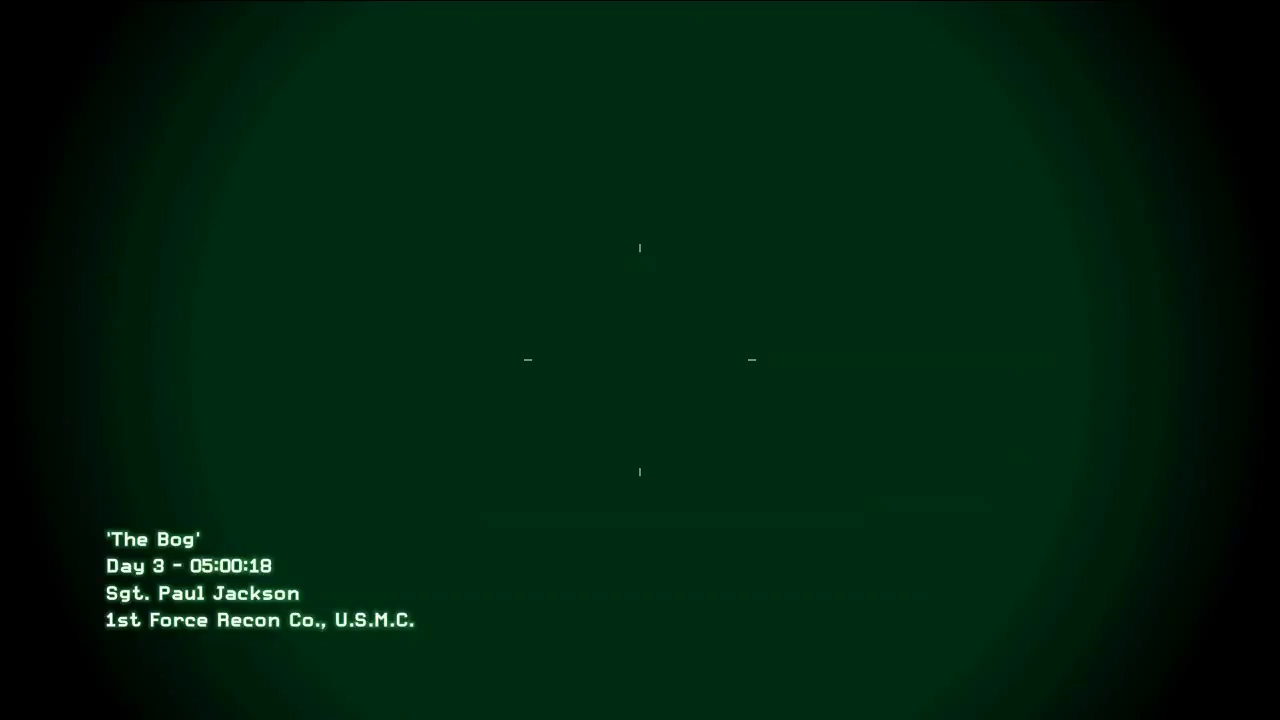 'The Bog'
Day 3 - 05:00:18
Sgt. Paul Jackson
1st Force Recon Co., U.S.M.C.